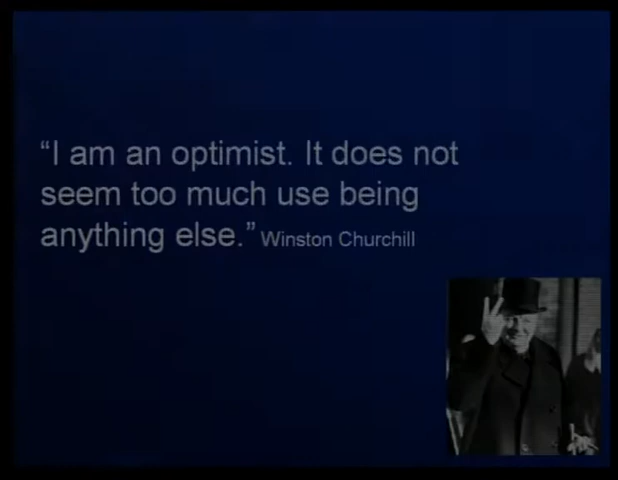 “I am an optimist. It does not
seem too much use being
anything else.” Winston Churchill